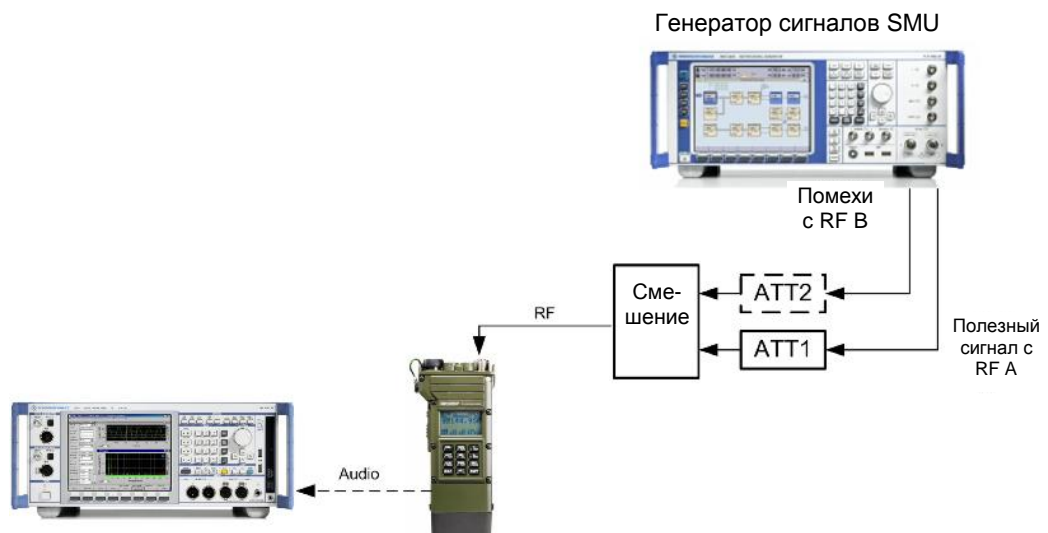 Генератор сигналов SMU
Помехи
с RF B
Сме-
шение
ATT2
ATT1
RF
Полезный
сигнал с
RF A
Audio